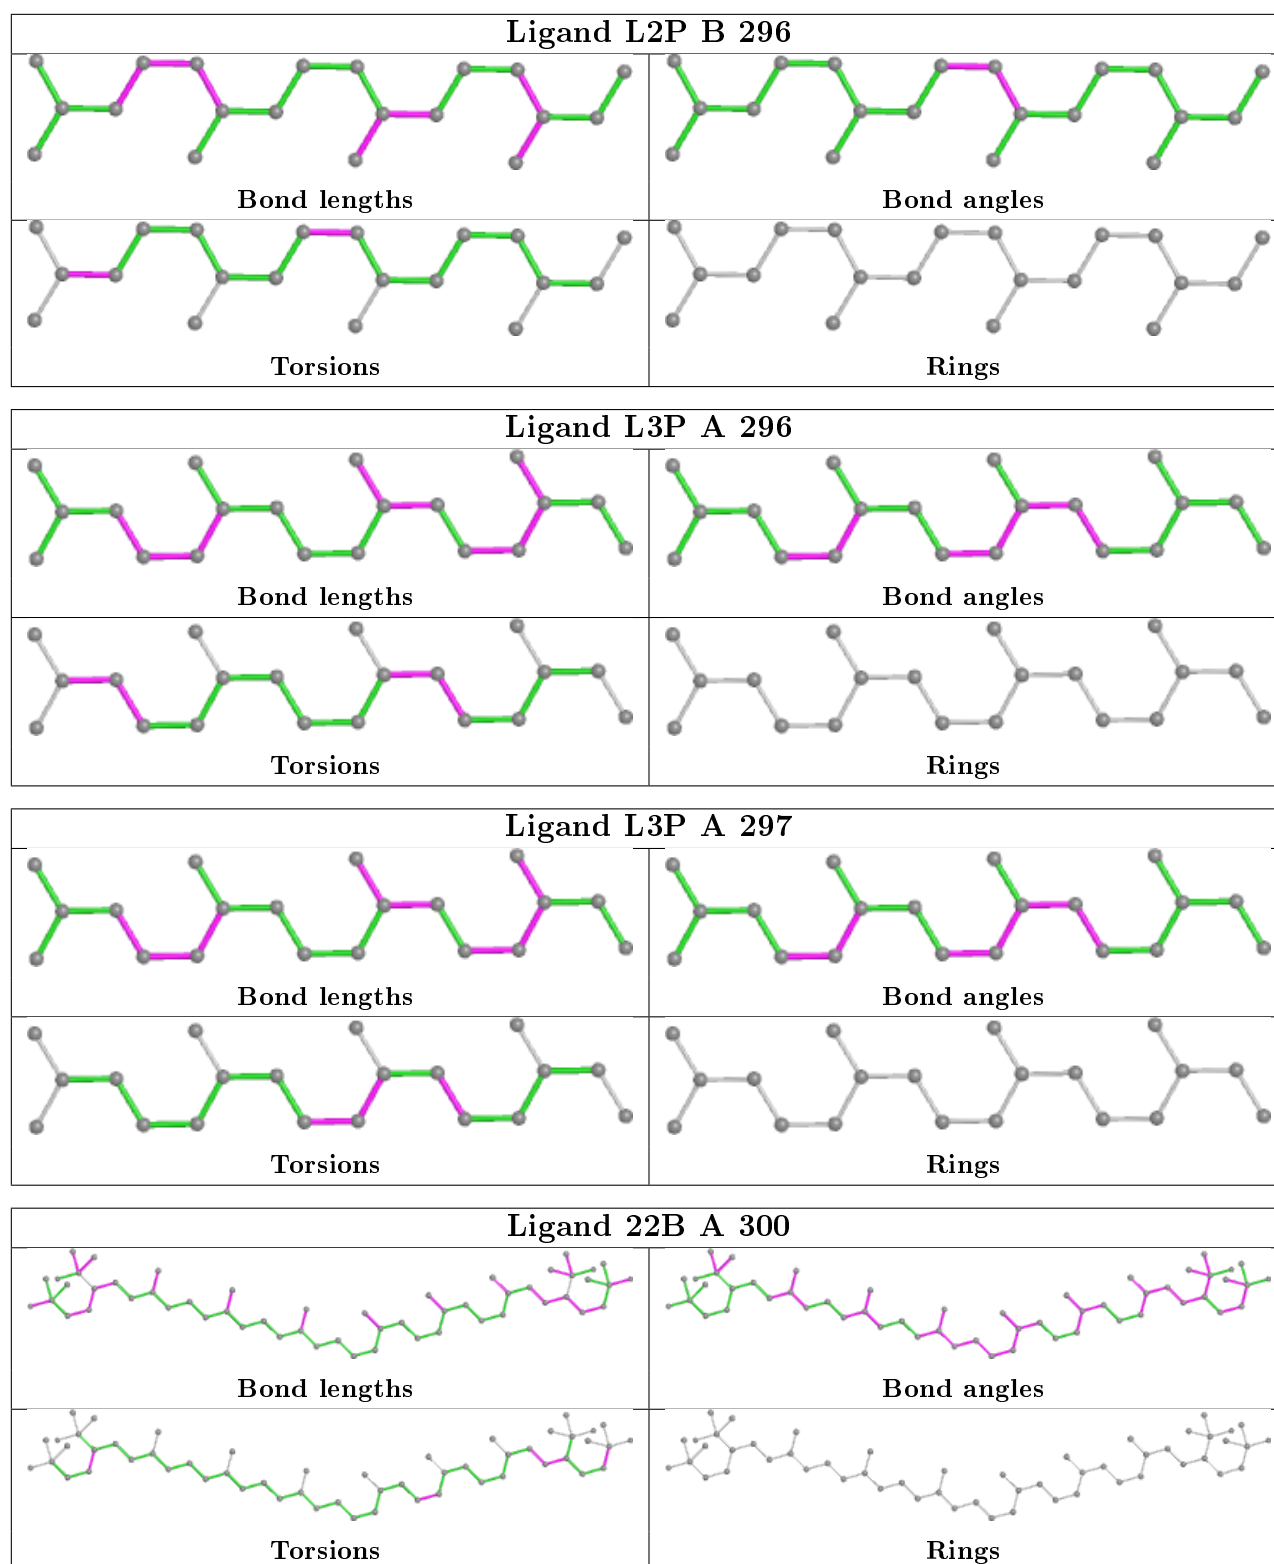 Ligand L2P B 296
Bond lengths
Bond angles
Torsions
Rings
Ligand L3P A 296
Bond lengths
Bond angles
Torsions
Rings
Ligand L3P A 297
Bond lengths
Bond angles
Torsions
Rings
Ligand 22B A 300
Bond lengths
Bond angles
Torsions
Rings